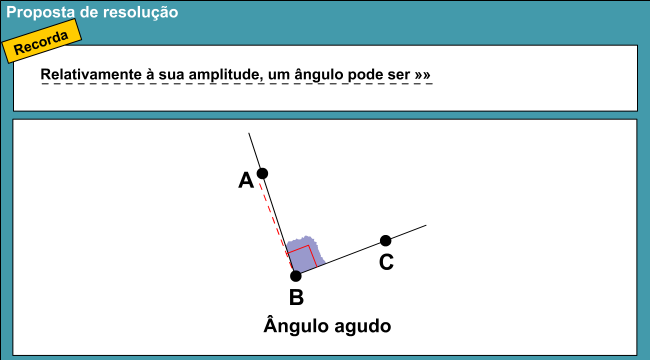 Proposta de resolução
Recorda
Relativamente à sua amplitude, um ângulo pode ser »»
A
C
B
Ângulo agudo